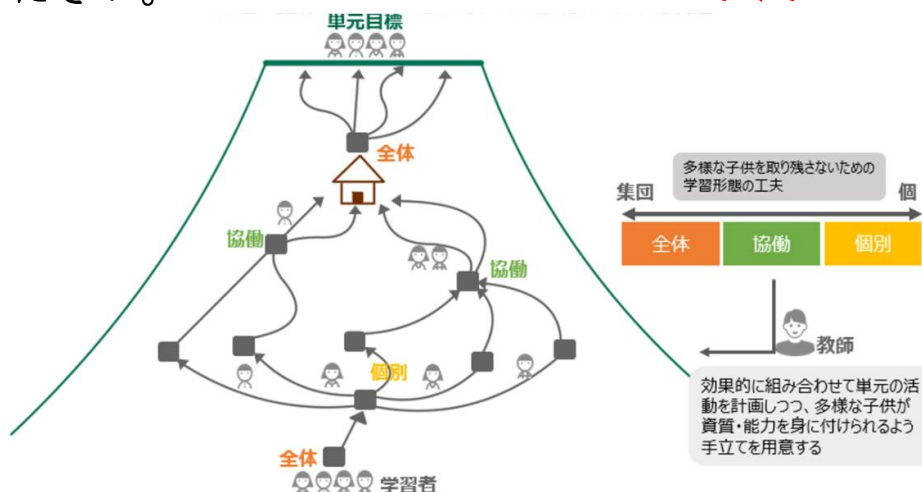 単元目標
全体
協働
協働
個別
全体
学習者
多様な子供を取り残さないための
学習形態の工夫
集団
個
全体
協働
個別
教師
効果的に組み合わせて単元の活
動を計画しつつ、多様な子供が
資質・能力を身に付けられるよう
手立てを用意する